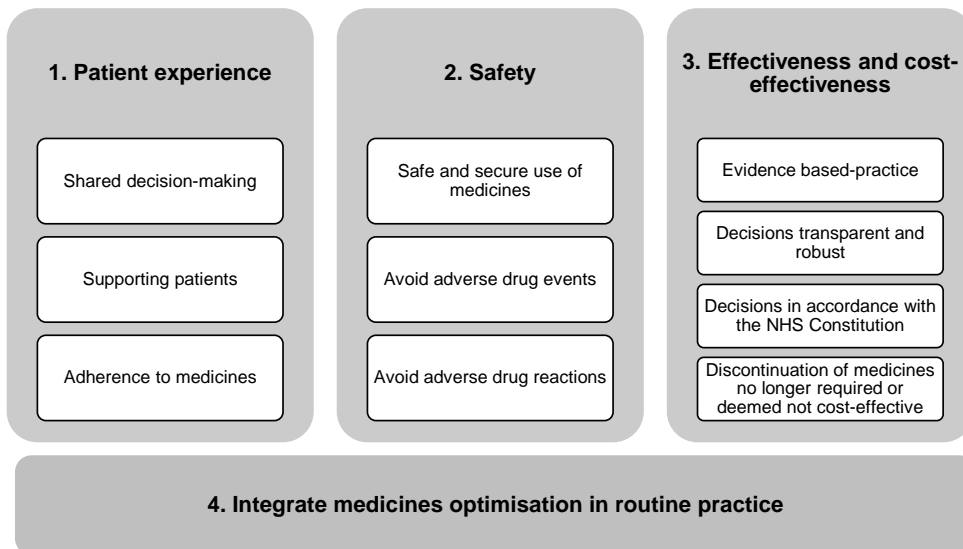 1. Patient experience
Shared decision-making
Supporting patients
Adherence to medicines
2. Safety
Safe and secure use of
medicines
Avoid adverse drug events
Avoid adverse drug reactions
3. Effectiveness and cost-
effectiveness
Evidence based-practice
Decisions transparent and
robust
Decisions in accordance with
the NHS Constitution
Discontinuation of medicines
no longer required or
deemed not cost-effective
4. Integrate medicines optimisation in routine practice